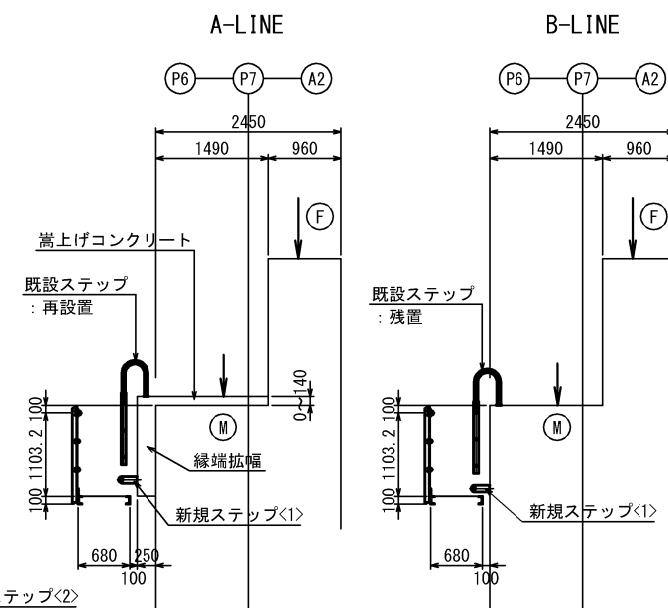 A-LINE
B-LINE
P6
P7
A2
P6
P7
A2
2450
2450
1490
960
1490
960
F
F
嵩上げコンクリート
既設ステップ
：再設置
既設ステップ
：残置
0~140
M
M
100
1103.2
100
100
1103.2
100
縁端拡幅
新規ステップ<1>
新規ステップ<1>
680
250
100
680
100
ステップ<2>